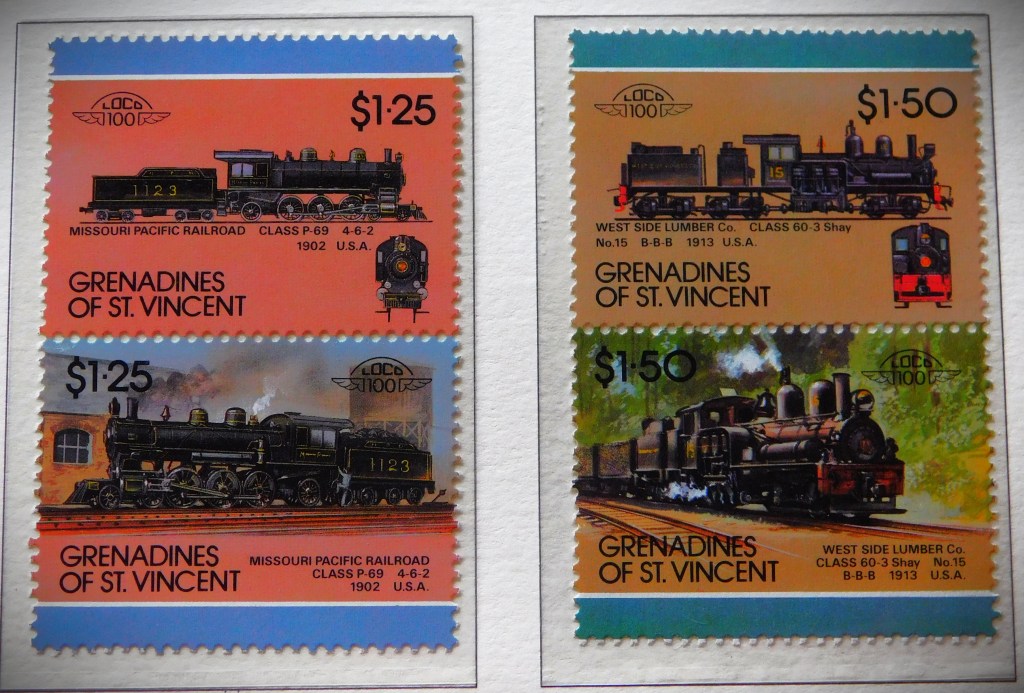 LOCO
100
$1·25
1123
MISSOURI PACIFIC RAILROAD CLASS P-69 4-6-2
1902 U.S.A.
GRENADINES
OF ST. VINCENT
$1·25
LOCO
100
1123
GRENADINES
OF ST. VINCENT
MISSOURI PACIFIC RAILROAD
CLASS P-69 4-6-2
1902 U.S.A.
LOCO
100
$1·50
15
WEST SIDE LUMBER Co. CLASS 60-3 Shay
No.15 B-B-B 1913 U.S.A.
GRENADINES
OF ST. VINCENT
$1·50
LOCO
100
GRENADINES
OF ST. VINCENT
WEST SIDE LUMBER Co.
CLASS 60-3 Shay No.15
B-B-B 1913 U.S.A.